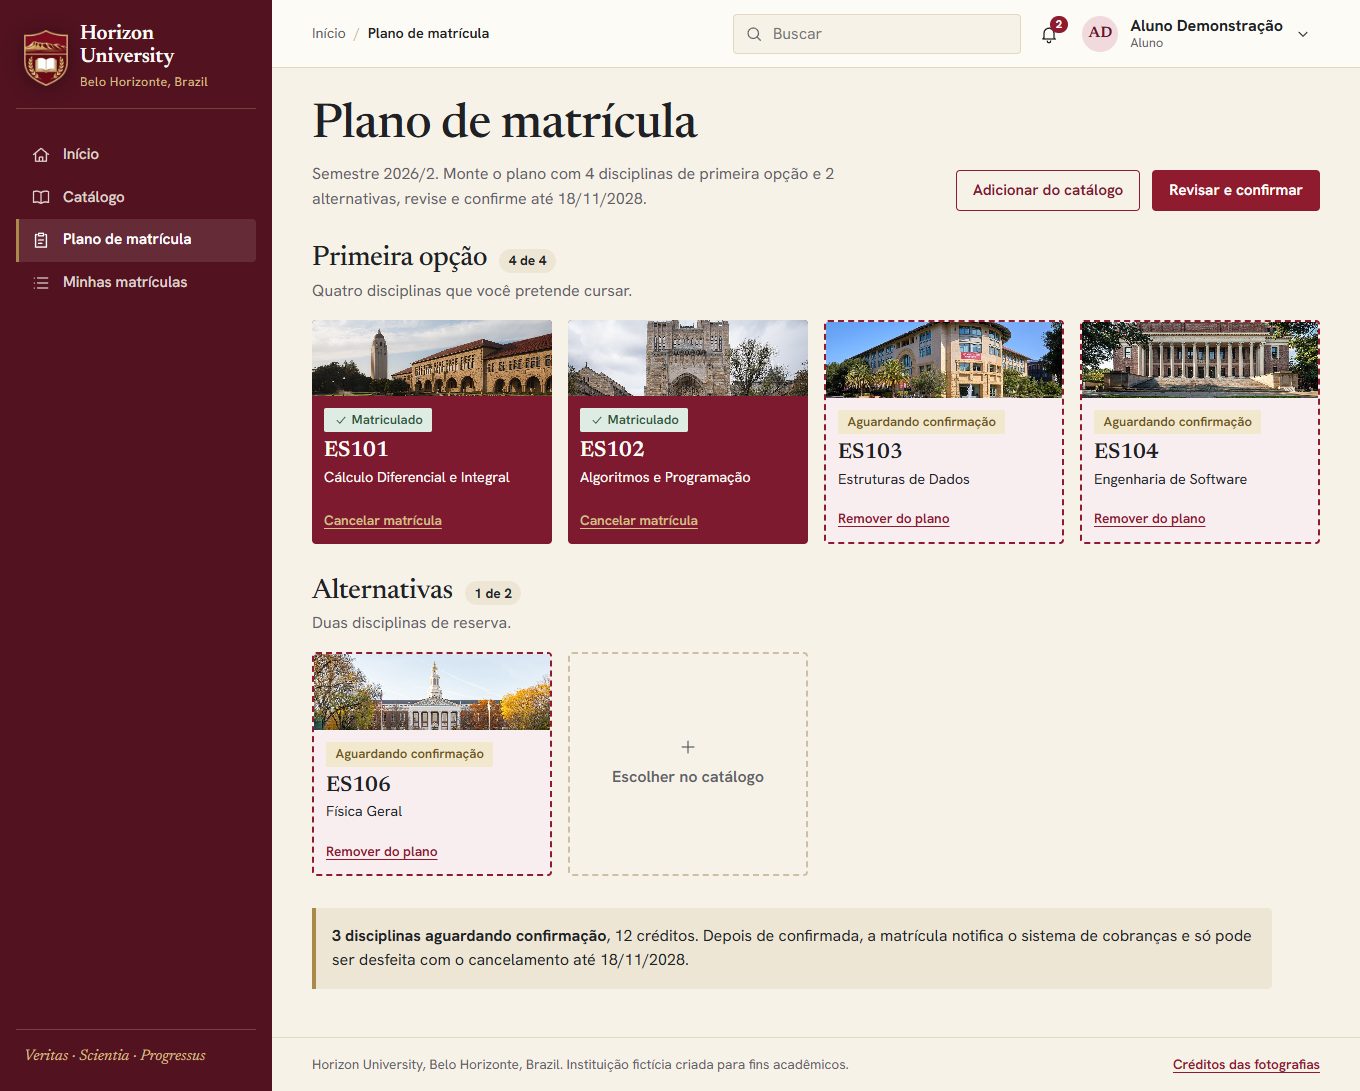 Horizon
University
Belo Horizonte, Brazil
Início
Catálogo
Plano de matrícula
Minhas matrículas
Veritas · Scientia · Progressus
Início / Plano de matrícula
Buscar
2
AD
Aluno Demonstração
Aluno
Plano de matrícula
Semestre 2026/2. Monte o plano com 4 disciplinas de primeira opção e 2
alternativas, revise e confirme até 18/11/2028.
Adicionar do catálogo
Revisar e confirmar
Primeira opção 4 de 4
Quatro disciplinas que você pretende cursar.
Matriculado
ES101
Cálculo Diferencial e Integral
Cancelar matrícula
Matriculado
ES102
Algoritmos e Programação
Cancelar matrícula
Aguardando confirmação
ES103
Estruturas de Dados
Remover do plano
Aguardando confirmação
ES104
Engenharia de Software
Remover do plano
Alternativas 1 de 2
Duas disciplinas de reserva.
Aguardando confirmação
ES106
Física Geral
Remover do plano
Escolher no catálogo
3 disciplinas aguardando confirmação, 12 créditos. Depois de confirmada, a matrícula notifica o sistema de cobranças e só pode
ser desfeita com o cancelamento até 18/11/2028.
Horizon University, Belo Horizonte, Brazil. Instituição fictícia criada para fins acadêmicos.
Créditos das fotografias